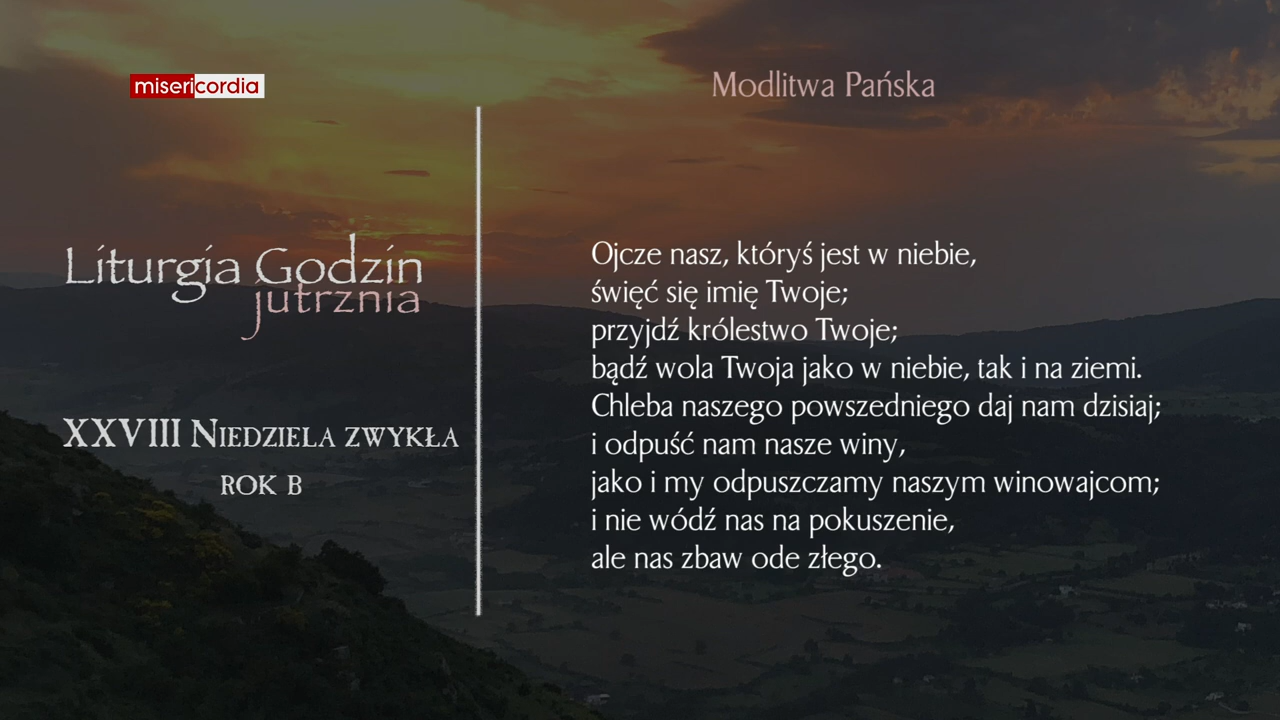 misericordia
Modlitwa Pańska
Liturgia Godzin
jutrznia
XXVIII Niedziela zwykła
rok B
Ojcze nasz, któryś jest w niebie,
święć się imię Twoje;
przyjdź królestwo Twoje;
bądź wola Twoja jako w niebie, tak i na ziemi.
Chleba naszego powszedniego daj nam dzisiaj;
i odpuść nam nasze winy,
jako i my odpuszczamy naszym winowajcom;
i nie wódź nas na pokuszenie,
ale nas zbaw ode złego.